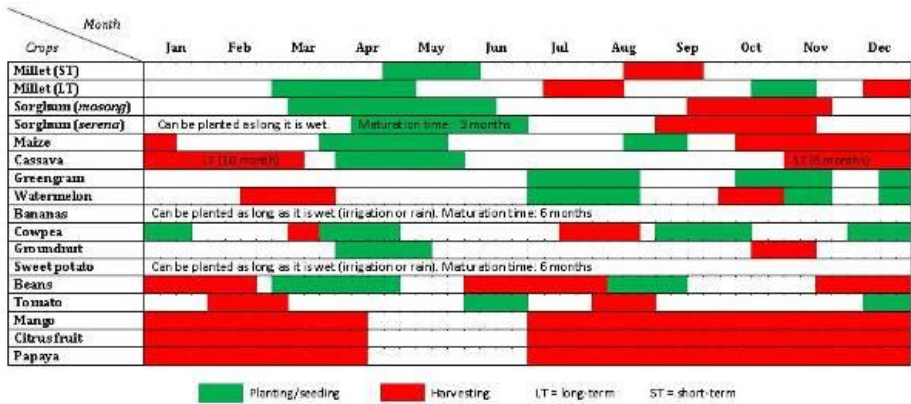 Month
Crops Jan Feb Mar Apr May Jun Jul Aug Sep Oct Nov Dec
Millet (ST)
Millet (LT)
Sorghum (mosong)
Sorghum (serena) Can be planted as long it is wet. Maturation time: 3 months
Maize
Cassava LT (10 month) ST (6 months)
Greengram
Watermelon
Bananas Can be planted as long as it is wet (irrigation or rain). Maturation time: 6 months
Cowpea
Groundnut
Sweet potato Can be planted as long as it is wet (irrigation or rain). Maturation time: 6 months
Beans
Tomato
Mango
Citrus fruit
Papaya
Planting/seeding Harvesting LT = long-term ST = short-term